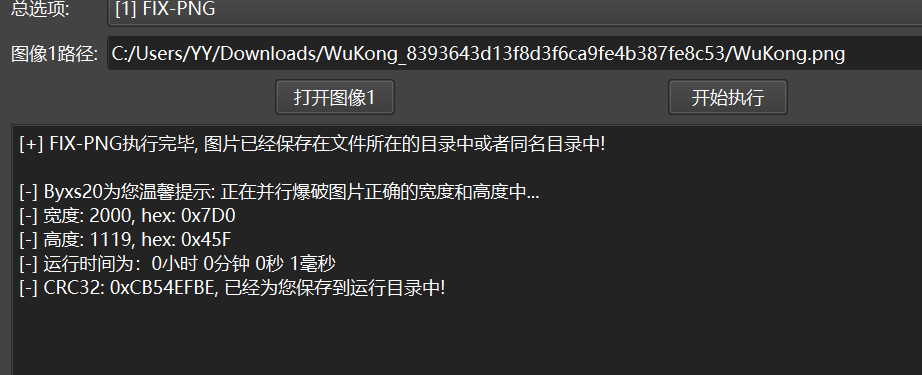 总选项: [1] FIX-PNG
图像1路径: C:/Users/YY/Downloads/WuKong_8393643d13f8d3f6ca9fe4b387fe8c53/WuKong.png
打开图像1 开始执行
[+] FIX-PNG执行完毕, 图片已经保存在文件所在的目录中或者同名目录中!
[-] Byxs20为您温馨提示: 正在并行爆破图片正确的宽度和高度中...
[-] 宽度: 2000, hex: 0x7D0
[-] 高度: 1119, hex: 0x45F
[-] 运行时间为：0小时 0分钟 0秒 1毫秒
[-] CRC32: 0xCB54EFBE, 已经为您保存到运行目录中!